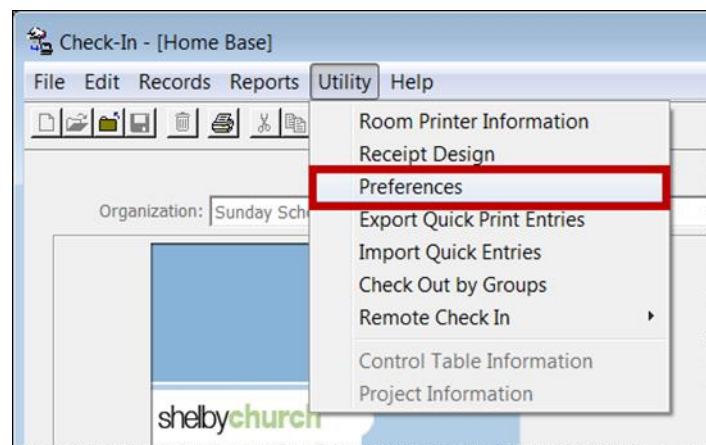 Check-In - [Home Base]
File Edit Records Reports Utility Help
Room Printer Information
Receipt Design
Preferences
Organization: Sunday Sch
Export Quick Print Entries
Import Quick Entries
Check Out by Groups
Remote Check In
Control Table Information
Project Information
shelbychurch